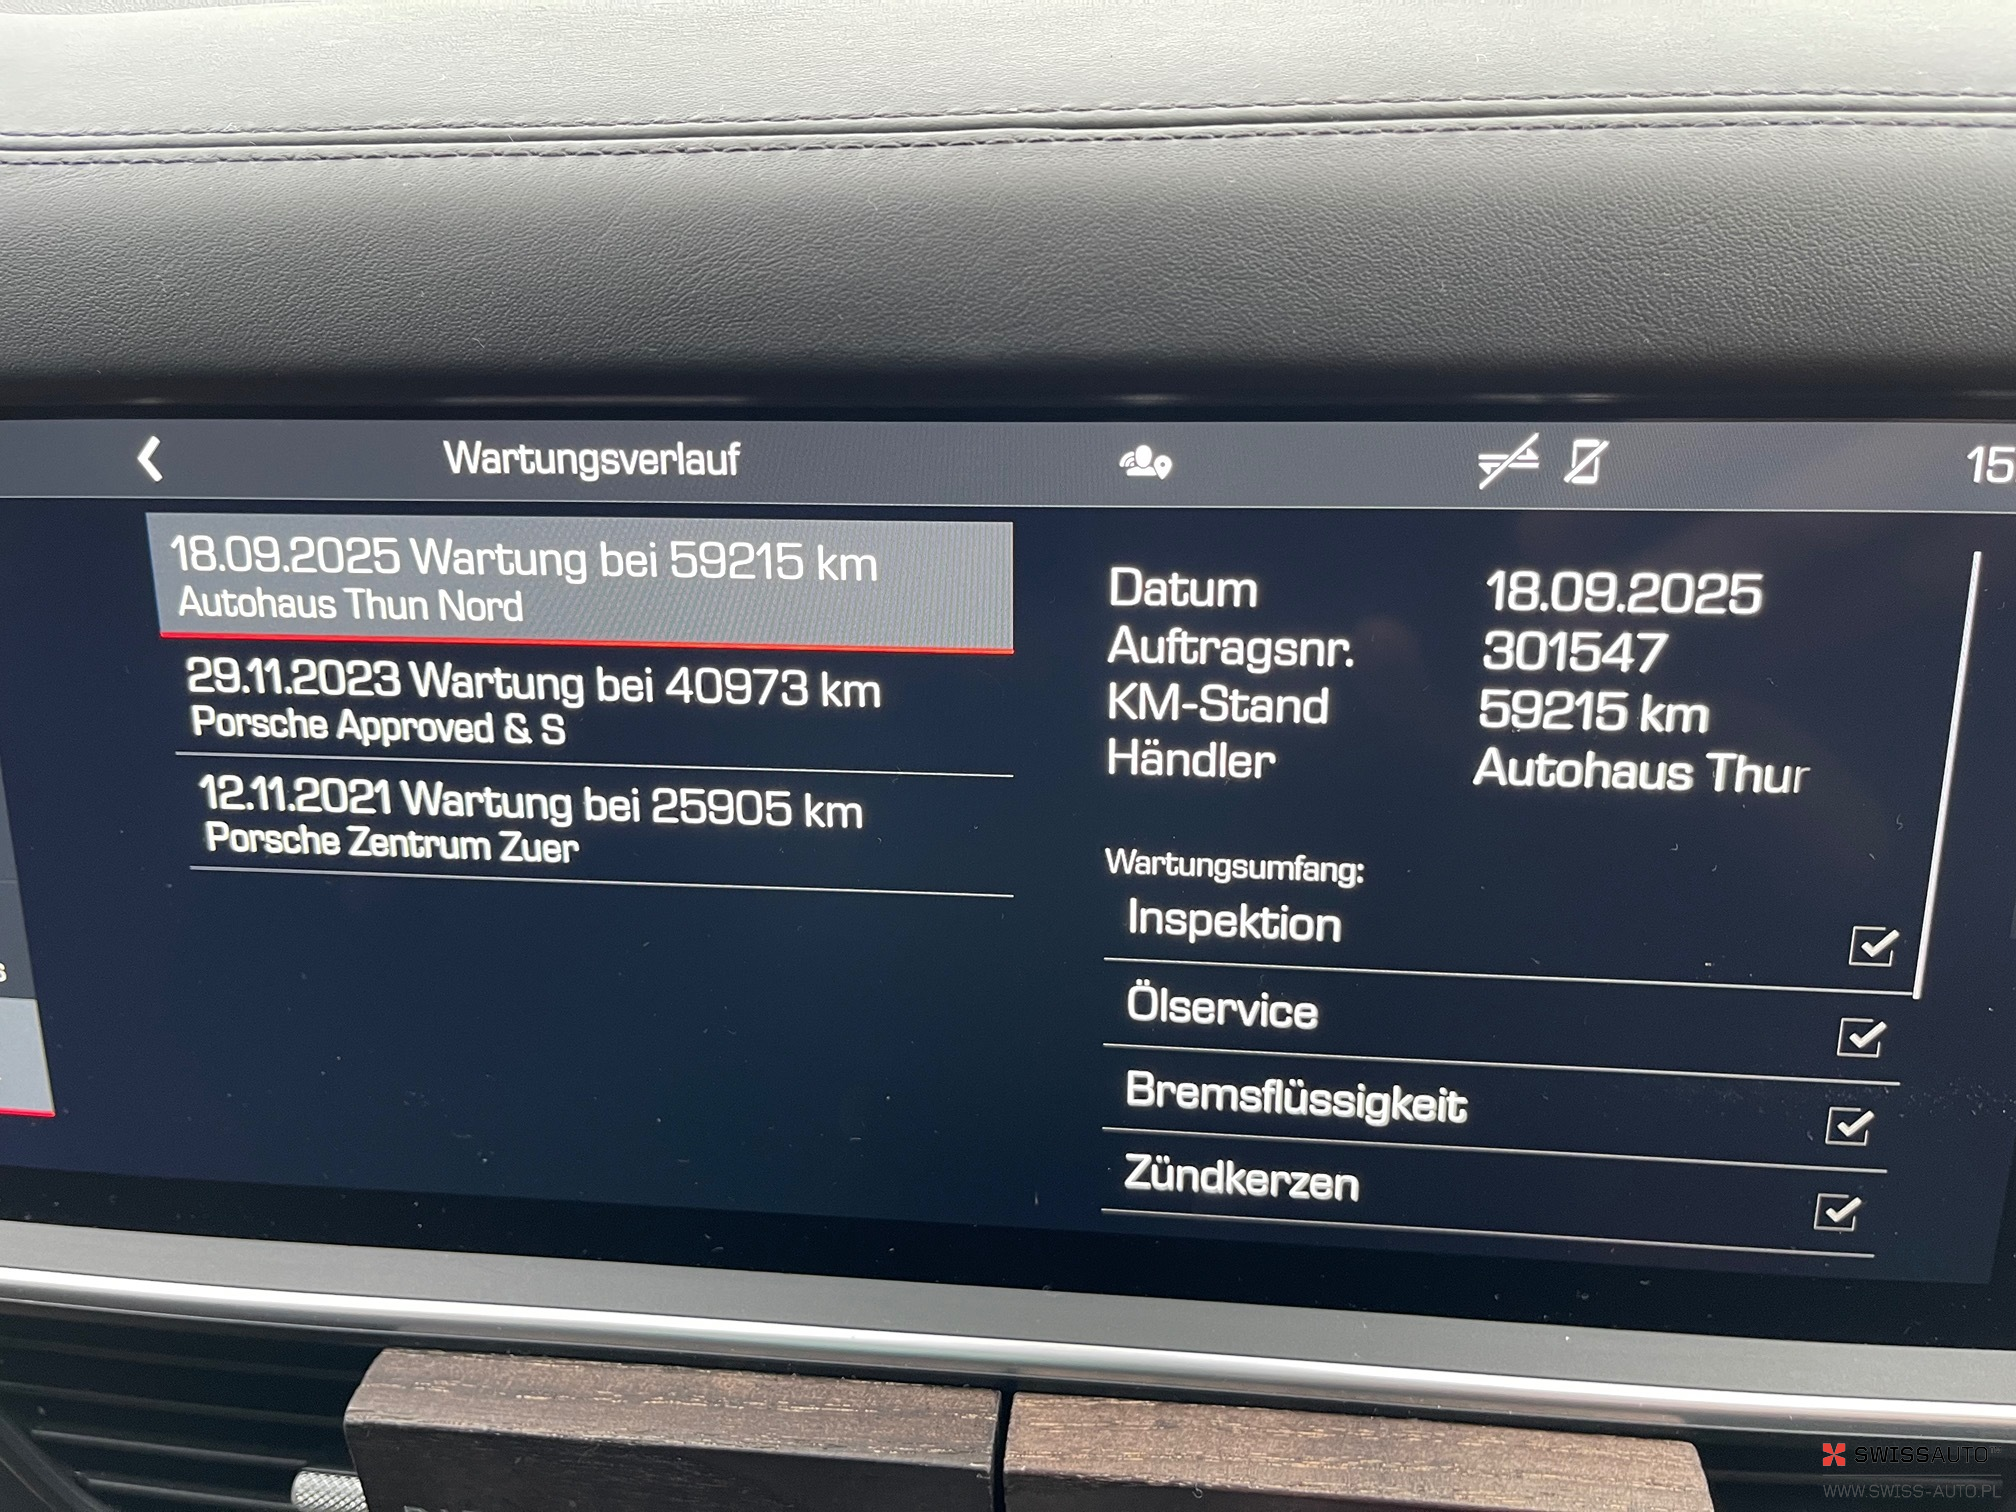 Wartungsverlauf
15
18.09.2025 Wartung bei 59215 km
Autohaus Thun Nord
29.11.2023 Wartung bei 40973 km
Porsche Approved & S
12.11.2021 Wartung bei 25905 km
Porsche Zentrum Zuer
Datum 18.09.2025
Auftragsnr. 301547
KM-Stand 59215 km
Händler Autohaus Thur
Wartungsumfang:
Inspektion
Ölservice
Bremsflüssigkeit
Zündkerzen
s
SWISSAUTO
WWW.SWISS-AUTO.PL